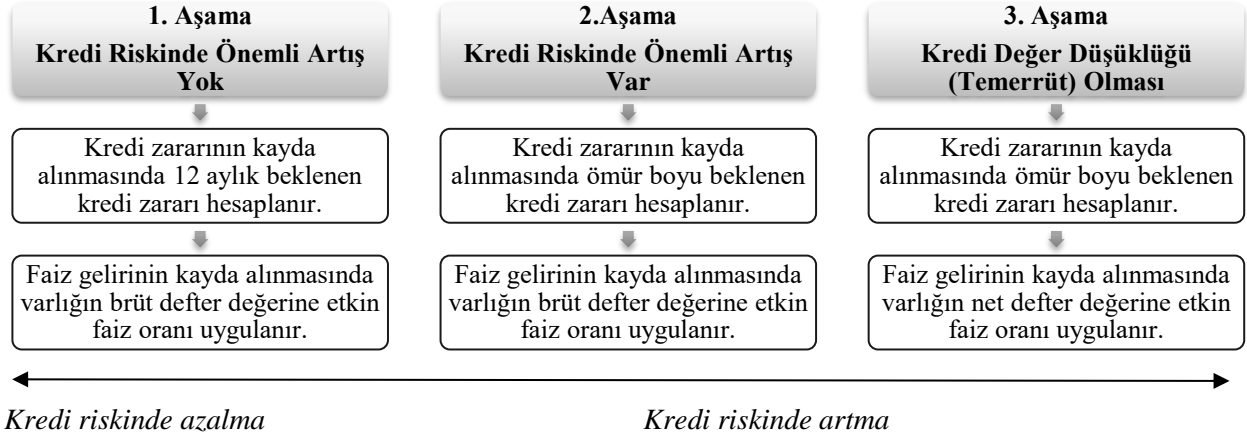 1. Aşama
Kredi Riskinde Önemli Artış
Yok
Kredi zararının kayda
alınmasında 12 aylık beklenen
kredi zararı hesaplanır.
Faiz gelirinin kayda alınmasında
varlığın brüt defter değerine etkin
faiz oranı uygulanır.
2.Aşama
Kredi Riskinde Önemli Artış
Var
Kredi zararının kayda
alınmasında ömür boyu beklenen
kredi zararı hesaplanır.
Faiz gelirinin kayda alınmasında
varlığın brüt defter değerine etkin
faiz oranı uygulanır.
3. Aşama
Kredi Değer Düşüklüğü
(Temerrüt) Olması
Kredi zararının kayda
alınmasında ömür boyu beklenen
kredi zararı hesaplanır.
Faiz gelirinin kayda alınmasında
varlığın net defter değerine etkin
faiz oranı uygulanır.
Kredi riskinde azalma
Kredi riskinde artma